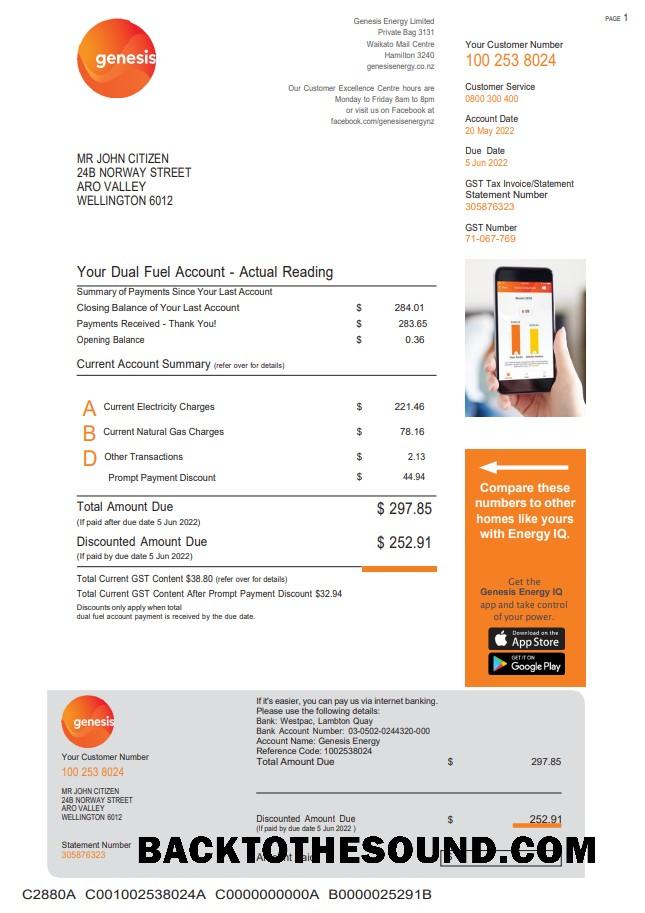 PAGE 1
genesis
Genesis Energy Limited
Private Bag 3131
Waikato Mail Centre
Hamilton 3240
genesisenergy.co.nz
Our Customer Excellence Centre hours are
Monday to Friday 8am to 8pm
or visit us on Facebook at
facebook.com/genesisenergynz
Your Customer Number
100 253 8024
Customer Service
0800 300 400
Account Date
20 May 2022
Due Date
5 Jun 2022
GST Tax Invoice/Statement
Statement Number
305876323
GST Number
71-067-769
MR JOHN CITIZEN
24B NORWAY STREET
ARO VALLEY
WELLINGTON 6012
Your Dual Fuel Account - Actual Reading
Summary of Payments Since Your Last Account
Closing Balance of Your Last Account $ 284.01
Payments Received - Thank You! $ 283.65
Opening Balance $ 0.36
Current Account Summary (refer over for details)
A Current Electricity Charges $ 221.46
B Current Natural Gas Charges $ 78.16
D Other Transactions $ 2.13
Prompt Payment Discount $ 44.94
Total Amount Due $ 297.85
(If paid after due date 5 Jun 2022)
Discounted Amount Due $ 252.91
(If paid by due date 5 Jun 2022)
Total Current GST Content $38.80 (refer over for details)
Total Current GST Content After Prompt Payment Discount $32.94
Discounts only apply when total
dual fuel account payment is received by the due date.
Compare these
numbers to other
homes like yours
with Energy IQ.
Get the
Genesis Energy IQ
app and take control
of your power.
Download on the
App Store
GET IT ON
Google Play
genesis
Your Customer Number
100 253 8024
MR JOHN CITIZEN
24B NORWAY STREET
ARO VALLEY
WELLINGTON 6012
Statement Number
305876323
If it's easier, you can pay us via internet banking.
Please use the following details:
Bank: Westpac, Lambton Quay
Bank Account Number: 03-0502-0244320-000
Account Name: Genesis Energy
Reference Code: 1002538024
Total Amount Due $ 297.85
Discounted Amount Due $ 252.91
(If paid by due date 5 Jun 2022 )
BACKTOTHESOUND.COM
C2880A C001002538024A C0000000000A B0000025291B